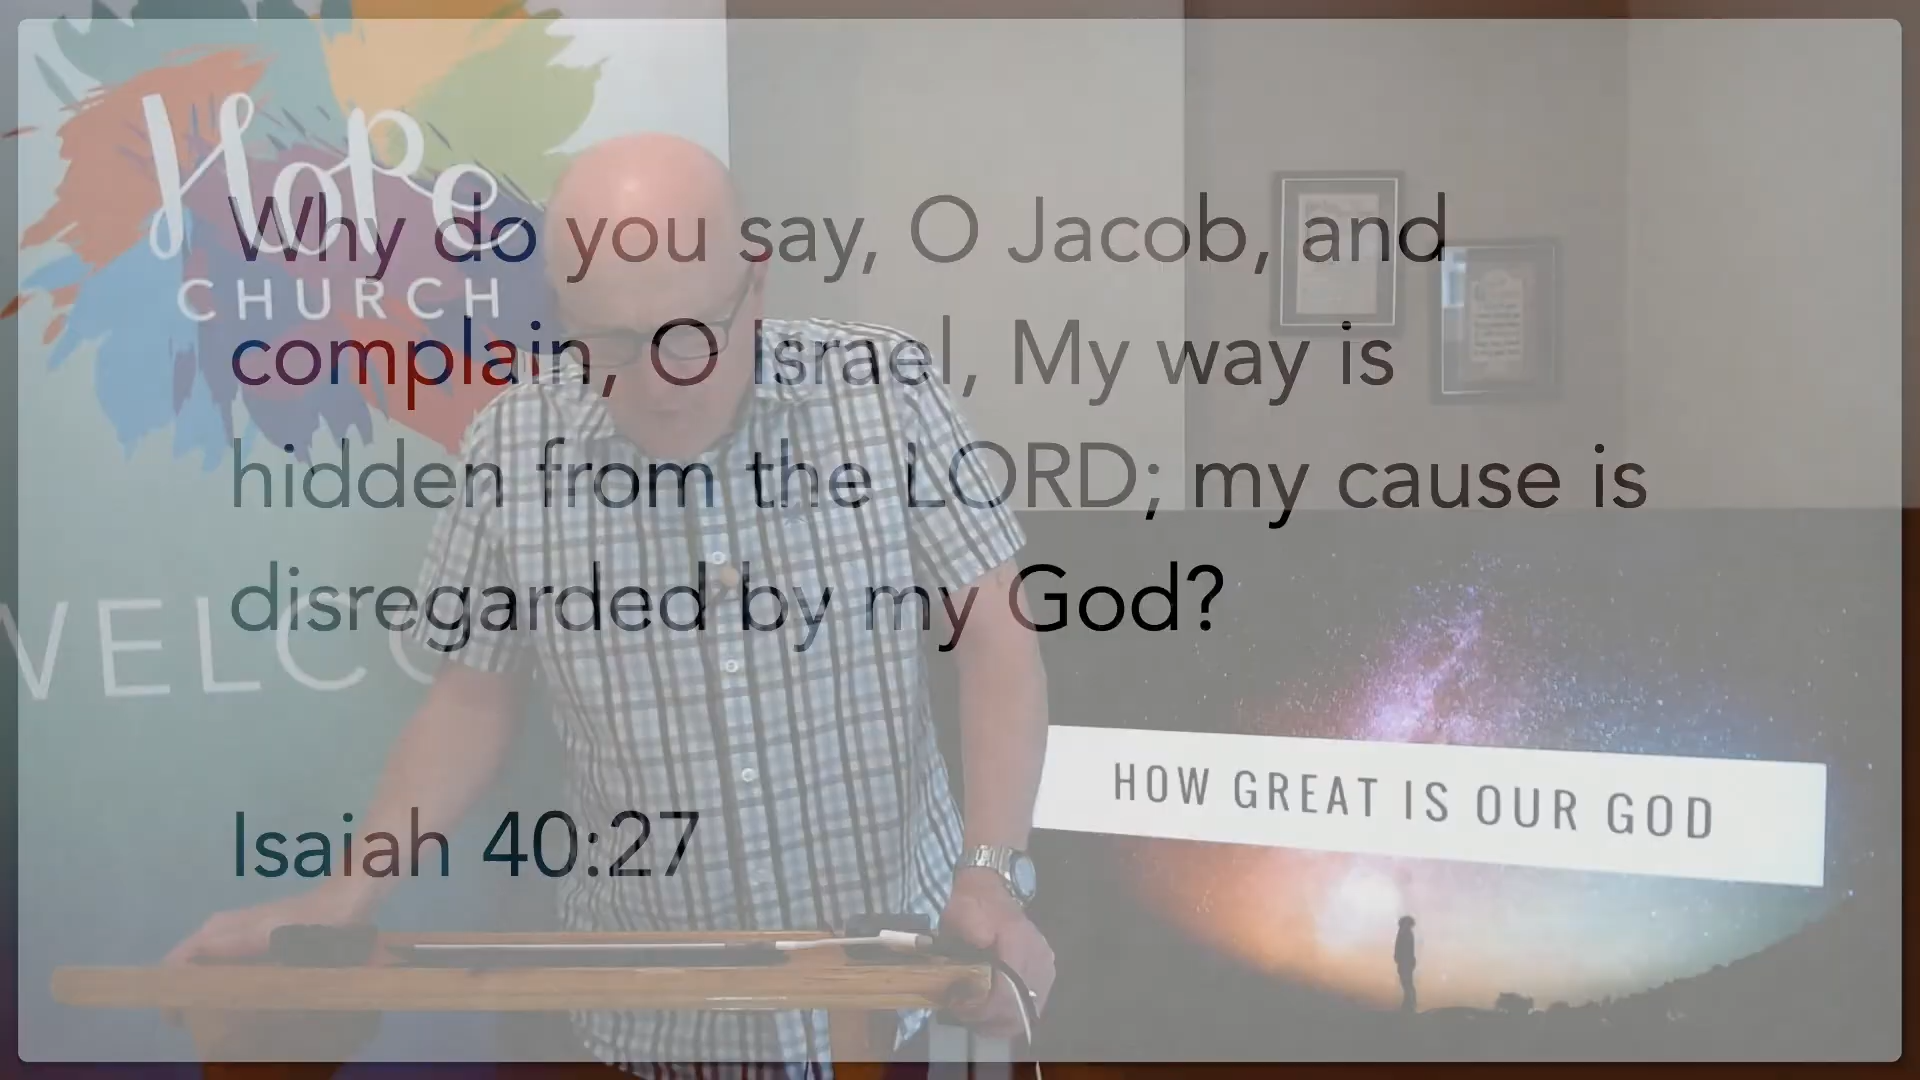 Hope
CHURCH
WELCO
Why do you say, O Jacob, and
complain, O Israel, My way is
hidden from the LORD; my cause is
disregarded by my God?
Isaiah 40:27
HOW GREAT IS OUR GOD